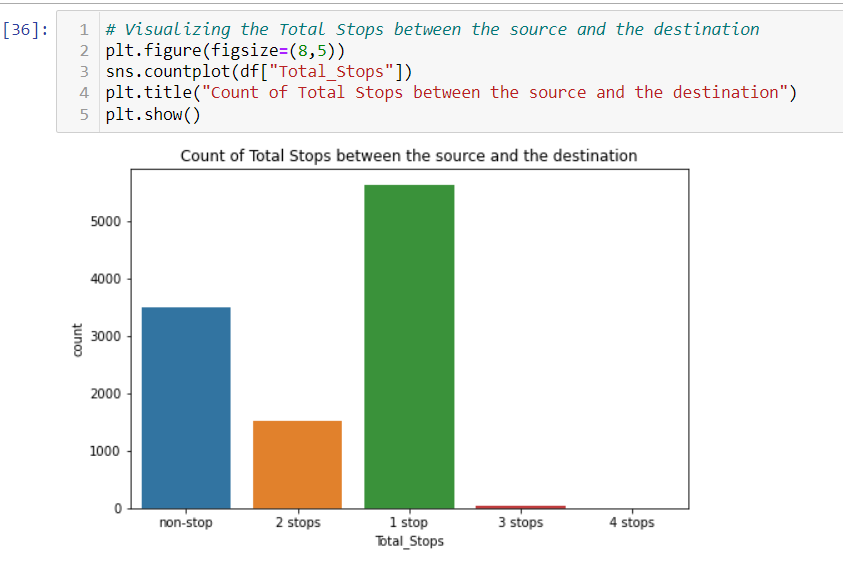 [36]:
1 # Visualizing the Total Stops between the source and the destination
2 plt.figure(figsize=(8,5))
3 sns.countplot(df["Total_Stops"])
4 plt.title("Count of Total Stops between the source and the destination")
5 plt.show()
Count of Total Stops between the source and the destination
5000
4000
3000
2000
1000
0
count
non-stop 2 stops 1 stop 3 stops 4 stops
Total_Stops